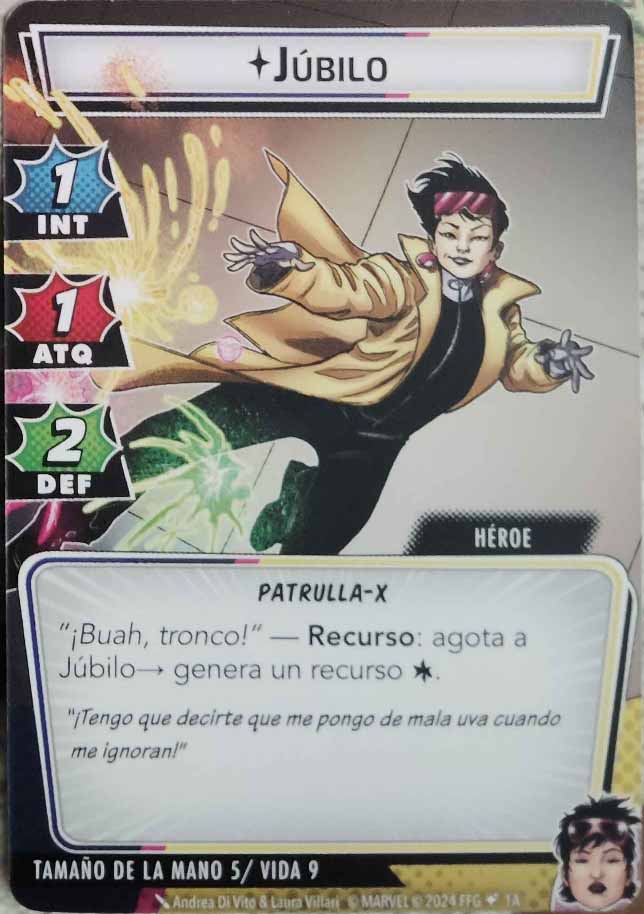 JÚBILO
1
INT
1
ATQ
2
DEF
HÉROE
PATRULLA-X
“¡Buah, tronco!” — Recurso: agota a
Júbilo→ genera un recurso ✶.
"¡Tengo que decirte que me pongo de mala uva cuando
me ignoran!"
TAMAÑO DE LA MANO 5/ VIDA 9
Andrea Di Vito & Laura Villari © MARVEL © 2024 FFG 1A